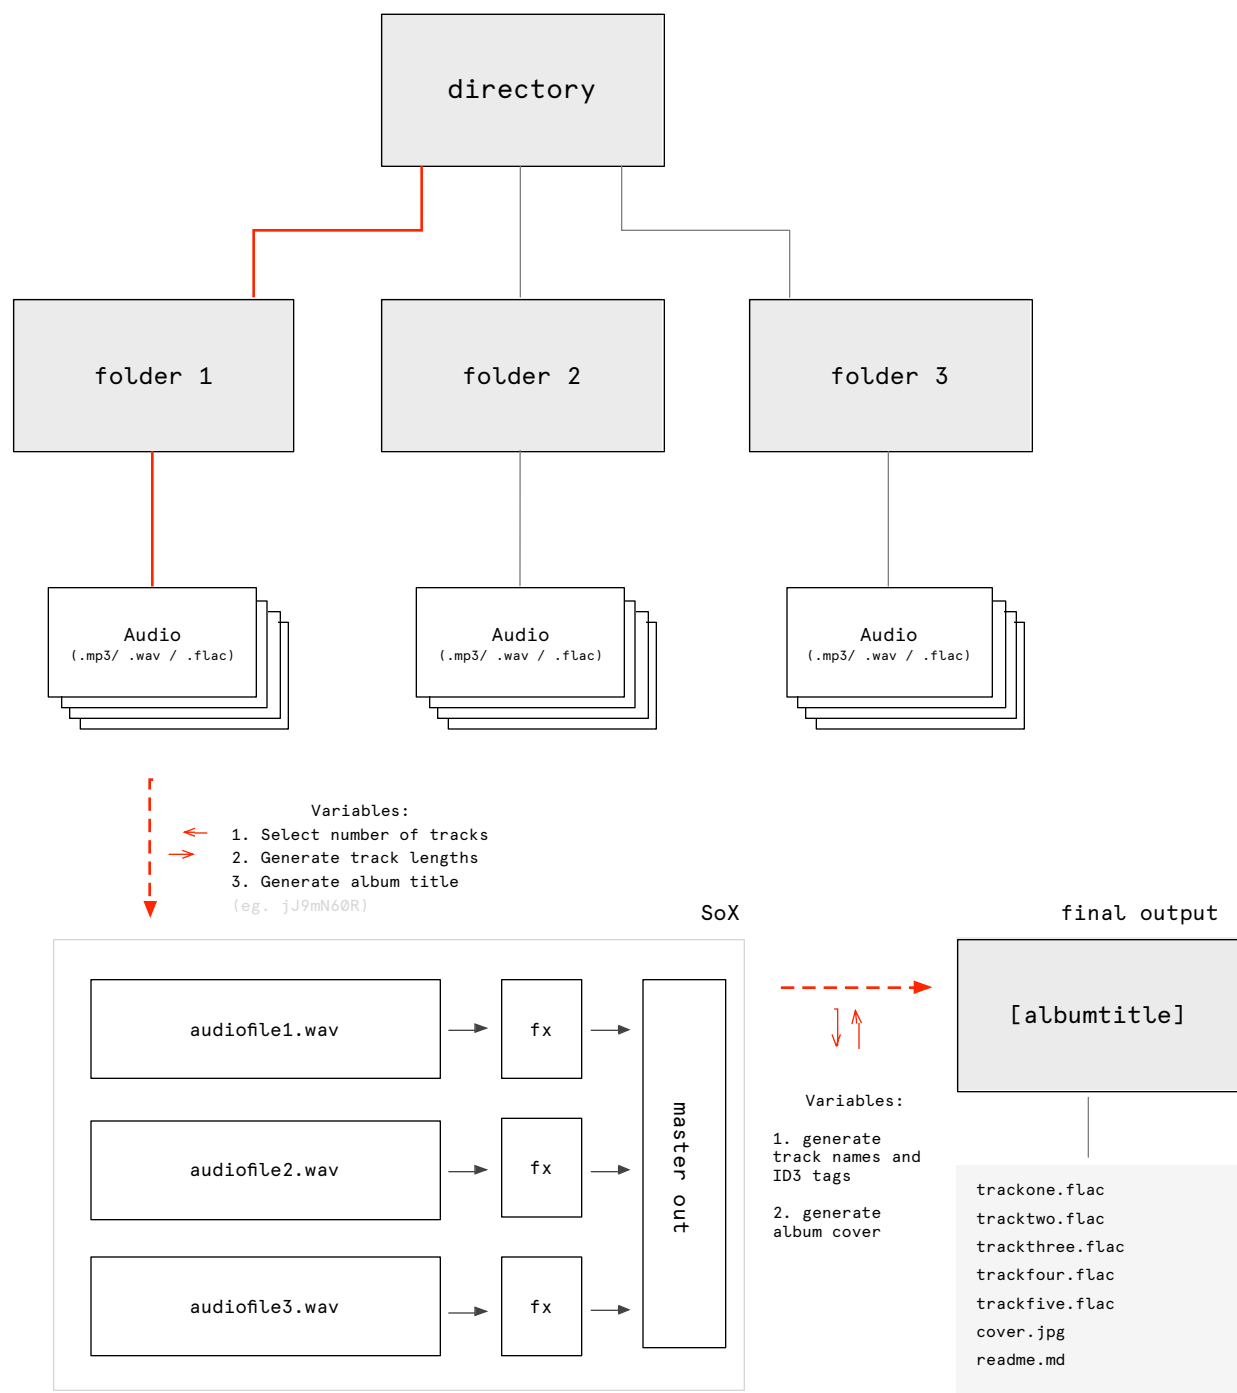 directory
folder 1
folder 2
folder 3
Audio
(.mp3/ .wav / .flac)
Audio
(.mp3/ .wav / .flac)
Audio
(.mp3/ .wav / .flac)
Variables:
1. Select number of tracks
2. Generate track lengths
3. Generate album title
(eg. jJ9mN60R)
SoX
audiofile1.wav
fx
audiofile2.wav
fx
audiofile3.wav
fx
master out
Variables:
1. generate
track names and
ID3 tags
2. generate
album cover
final output
[albumtitle]
trackone.flac
tracktwo.flac
trackthree.flac
trackfour.flac
trackfive.flac
cover.jpg
readme.md